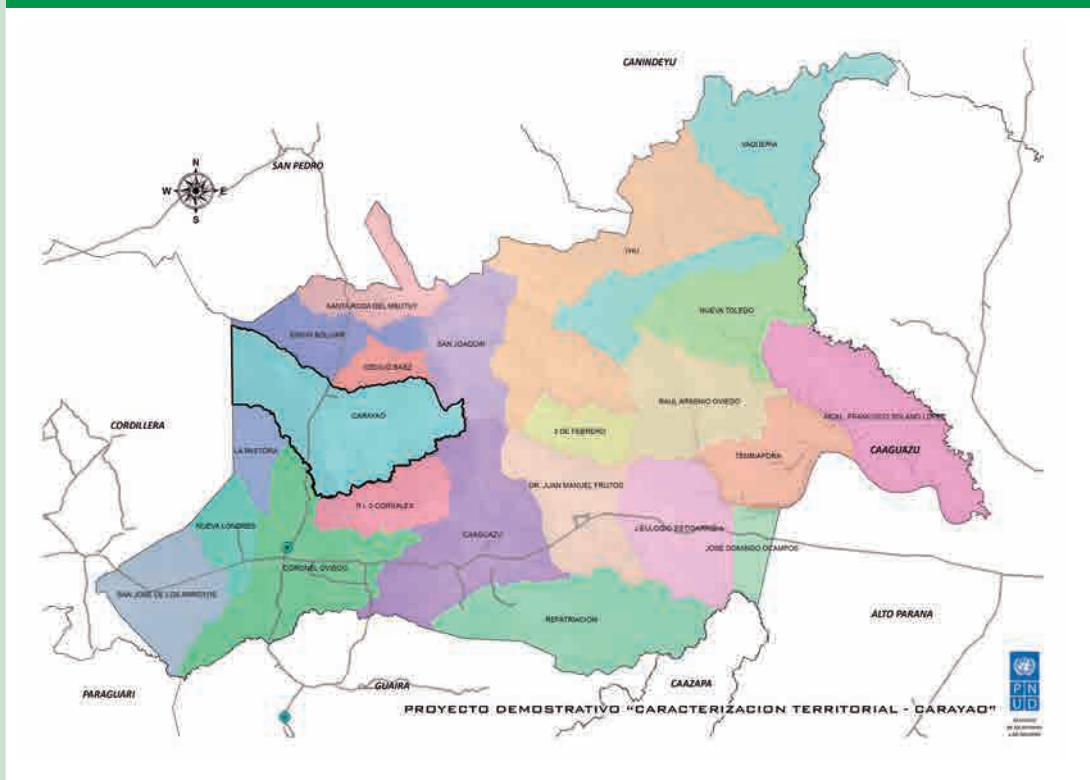 CANINDEYU
VAQUERIA
N
SAN PEDRO
W E
S
YHU
SANTA ROSA DEL MBUTUY
NUEVA TOLEDO
SIMON BOLIVAR
SAN JOAQUIN
CECILIO BAEZ
RAUL ARSENIO OVIEDO
CARAYAO
MCAL. FRANCISCO SOLANO LOPEZ
CORDILLERA
3 DE FEBRERO
CAAGUAZU
LA PASTORA
TEMBIAPORA
DR. JUAN MANUEL FRUTOS
R.I. 3 CORRALEX
NUEVA LONDRES
J.EULOGIO ESTIGARRIBIA
CAAGUAZU
JOSE DOMINGO OCAMPOS
CORONEL OVIEDO
SAN JOSE DE LOS ARROYOS
ALTO PARANA
REPATRIACION
CAAZAPA
GUAIRA
PARAGUARI
PROYECTO DEMOSTRATIVO "CARACTERIZACION TERRITORIAL - CARAYAO"
P N
U D